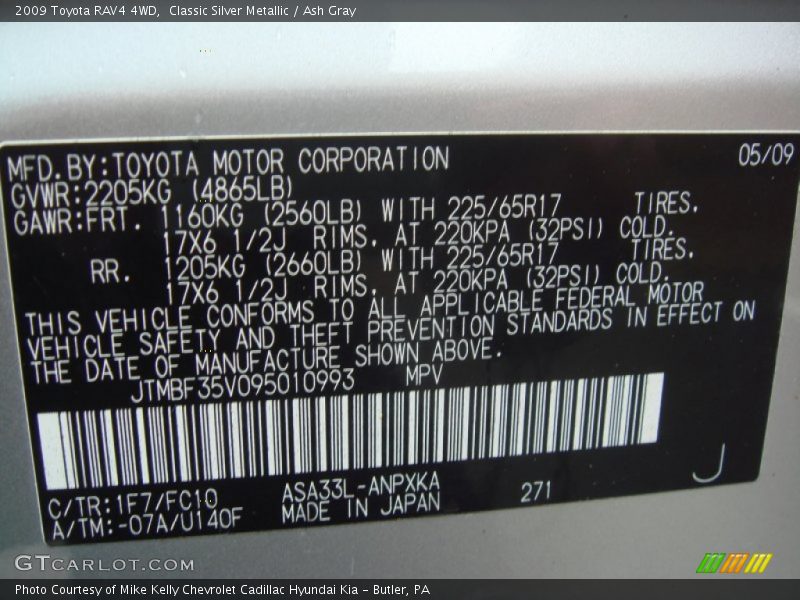 2009 Toyota RAV4 4WD,  Classic Silver Metallic / Ash Gray
MFD.BY:TOYOTA MOTOR CORPORATION 05/09
GVWR:2205KG (4865LB)
GAWR:FRT. 1160KG (2560LB) WITH 225/65R17 TIRES,
17X6 1/2J RIMS, AT 220KPA (32PSI) COLD.
RR. 1205KG (2660LB) WITH 225/65R17 TIRES,
17X6 1/2J RIMS, AT 220KPA (32PSI) COLD.
THIS VEHICLE CONFORMS TO ALL APPLICABLE FEDERAL MOTOR
VEHICLE SAFETY AND THEFT PREVENTION STANDARDS IN EFFECT ON
THE DATE OF MANUFACTURE SHOWN ABOVE.
JTMBF35V095010993 MPV
C/TR:1F7/FC10 ASA33L-ANPXKA 271 J
A/TM:-07A/U140F MADE IN JAPAN
GTCARLOT.COM
Photo Courtesy of Mike Kelly Chevrolet Cadillac Hyundai Kia – Butler, PA